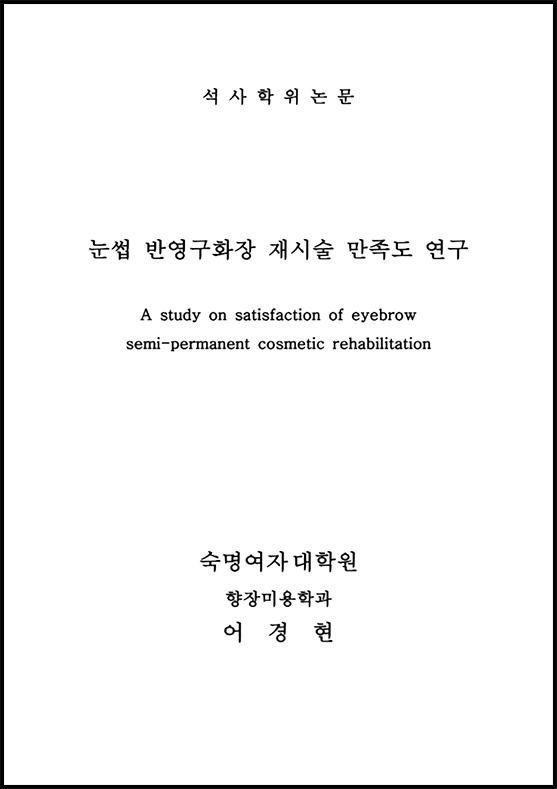 석사학위논문
눈썹 반영구화장 재시술 만족도 연구
A study on satisfaction of eyebrow
semi-permanent cosmetic rehabilitation
숙명여자대학원
향장미용학과
어 경 현